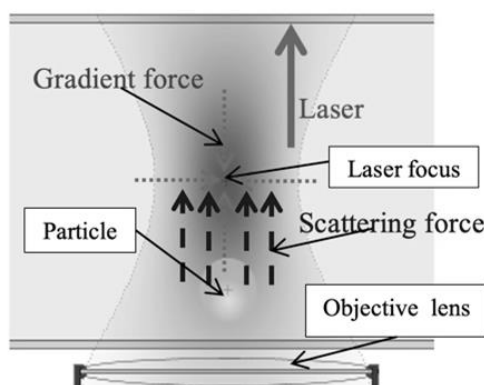 Gradient force
Laser
Laser focus
Particle
Scattering force
Objective lens